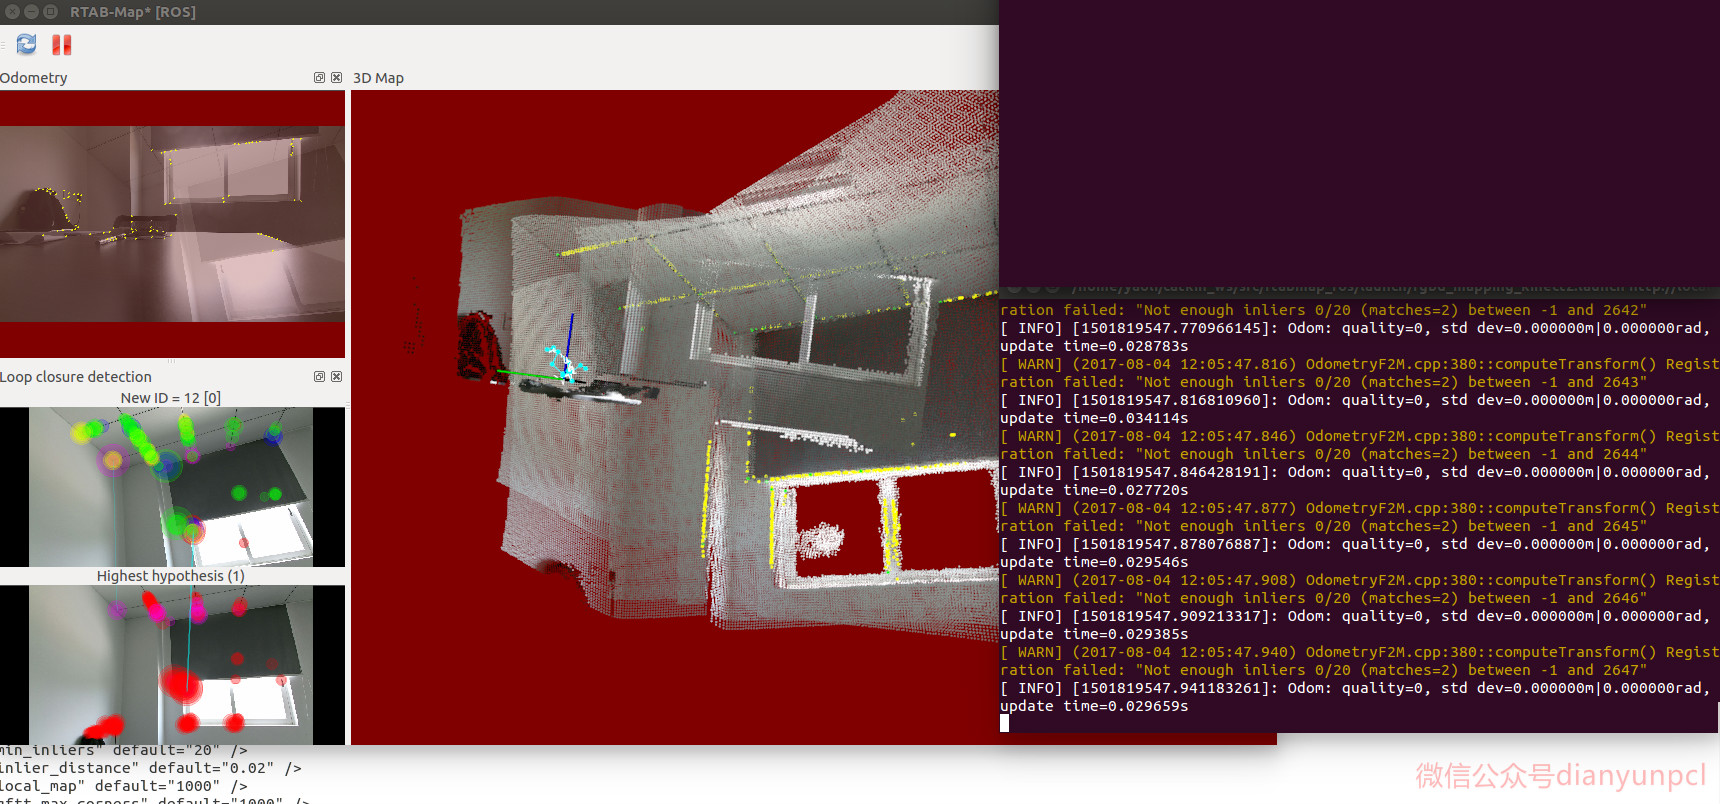 RTAB-Map* [ROS]
Odometry
3D Map
Loop closure detection
New ID = 12 [0]
Highest hypothesis (1)
ration failed: "Not enough inliers 0/20 (matches=2) between -1 and 2642"
[ INFO] [1501819547.770966145]: Odom: quality=0, std dev=0.000000m|0.000000rad,
update time=0.028783s
[ WARN] (2017-08-04 12:05:47.816) OdometryF2M.cpp:380::computeTransform() Regist
ration failed: "Not enough inliers 0/20 (matches=2) between -1 and 2643"
[ INFO] [1501819547.816810960]: Odom: quality=0, std dev=0.000000m|0.000000rad,
update time=0.034114s
[ WARN] (2017-08-04 12:05:47.846) OdometryF2M.cpp:380::computeTransform() Regist
ration failed: "Not enough inliers 0/20 (matches=2) between -1 and 2644"
[ INFO] [1501819547.846428191]: Odom: quality=0, std dev=0.000000m|0.000000rad,
update time=0.027720s
[ WARN] (2017-08-04 12:05:47.877) OdometryF2M.cpp:380::computeTransform() Regist
ration failed: "Not enough inliers 0/20 (matches=2) between -1 and 2645"
[ INFO] [1501819547.878076887]: Odom: quality=0, std dev=0.000000m|0.000000rad,
update time=0.029546s
[ WARN] (2017-08-04 12:05:47.908) OdometryF2M.cpp:380::computeTransform() Regist
ration failed: "Not enough inliers 0/20 (matches=2) between -1 and 2646"
[ INFO] [1501819547.909213317]: Odom: quality=0, std dev=0.000000m|0.000000rad,
update time=0.029385s
[ WARN] (2017-08-04 12:05:47.940) OdometryF2M.cpp:380::computeTransform() Regist
ration failed: "Not enough inliers 0/20 (matches=2) between -1 and 2647"
[ INFO] [1501819547.941183261]: Odom: quality=0, std dev=0.000000m|0.000000rad,
update time=0.029659s
min_inliers" default="20" />
inlier_distance" default="0.02" />
local_map" default="1000" />
gftt_max_corners" default="1000" />
微信公众号dianyunpcl